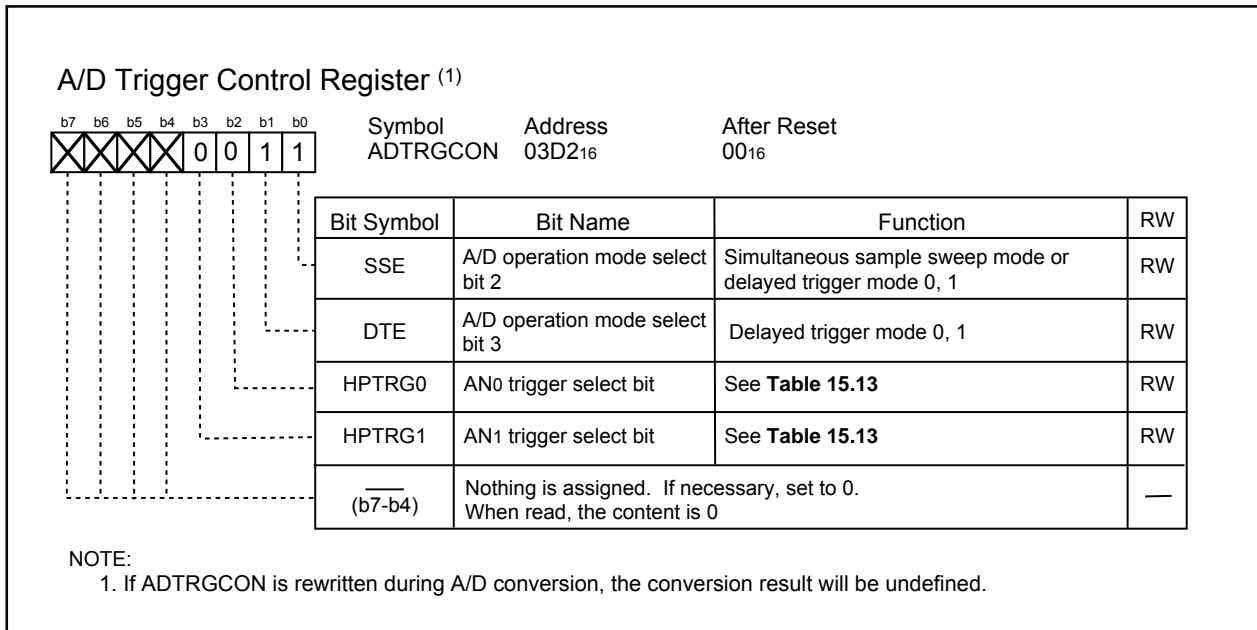 A/D Trigger Control Register (1)
b7 b6 b5 b4 b3 b2 b1 b0
X X X X 0 0 1 1
Symbol Address After Reset
ADTRGCON 03D216 0016
Bit Symbol Bit Name Function RW
SSE A/D operation mode select bit 2 Simultaneous sample sweep mode or delayed trigger mode 0, 1 RW
DTE A/D operation mode select bit 3 Delayed trigger mode 0, 1 RW
HPTRG0 AN0 trigger select bit See Table 15.13 RW
HPTRG1 AN1 trigger select bit See Table 15.13 RW
— (b7-b4) Nothing is assigned. If necessary, set to 0. When read, the content is 0 —
NOTE:
1. If ADTRGCON is rewritten during A/D conversion, the conversion result will be undefined.